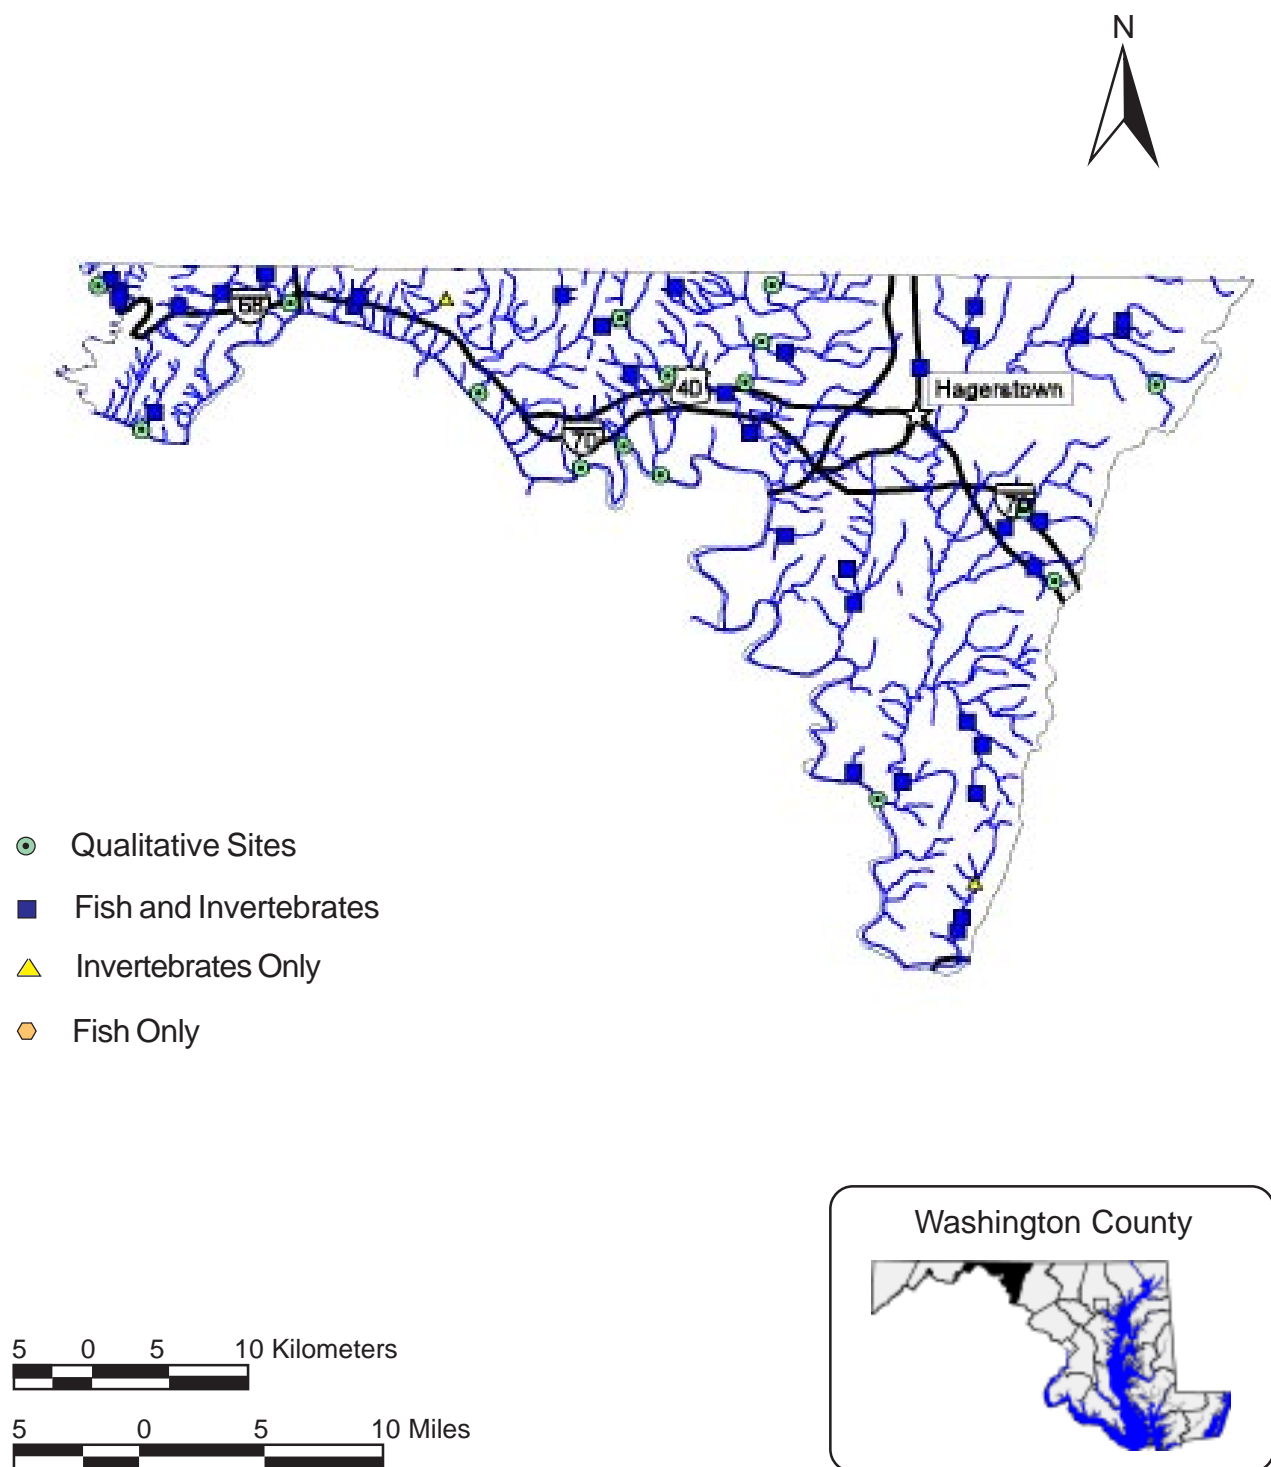 N
68
40
Hagerstown
70
Qualitative Sites
Fish and Invertebrates
Invertebrates Only
Fish Only
Washington County
5 0 5 10 Kilometers
5 0 5 10 Miles